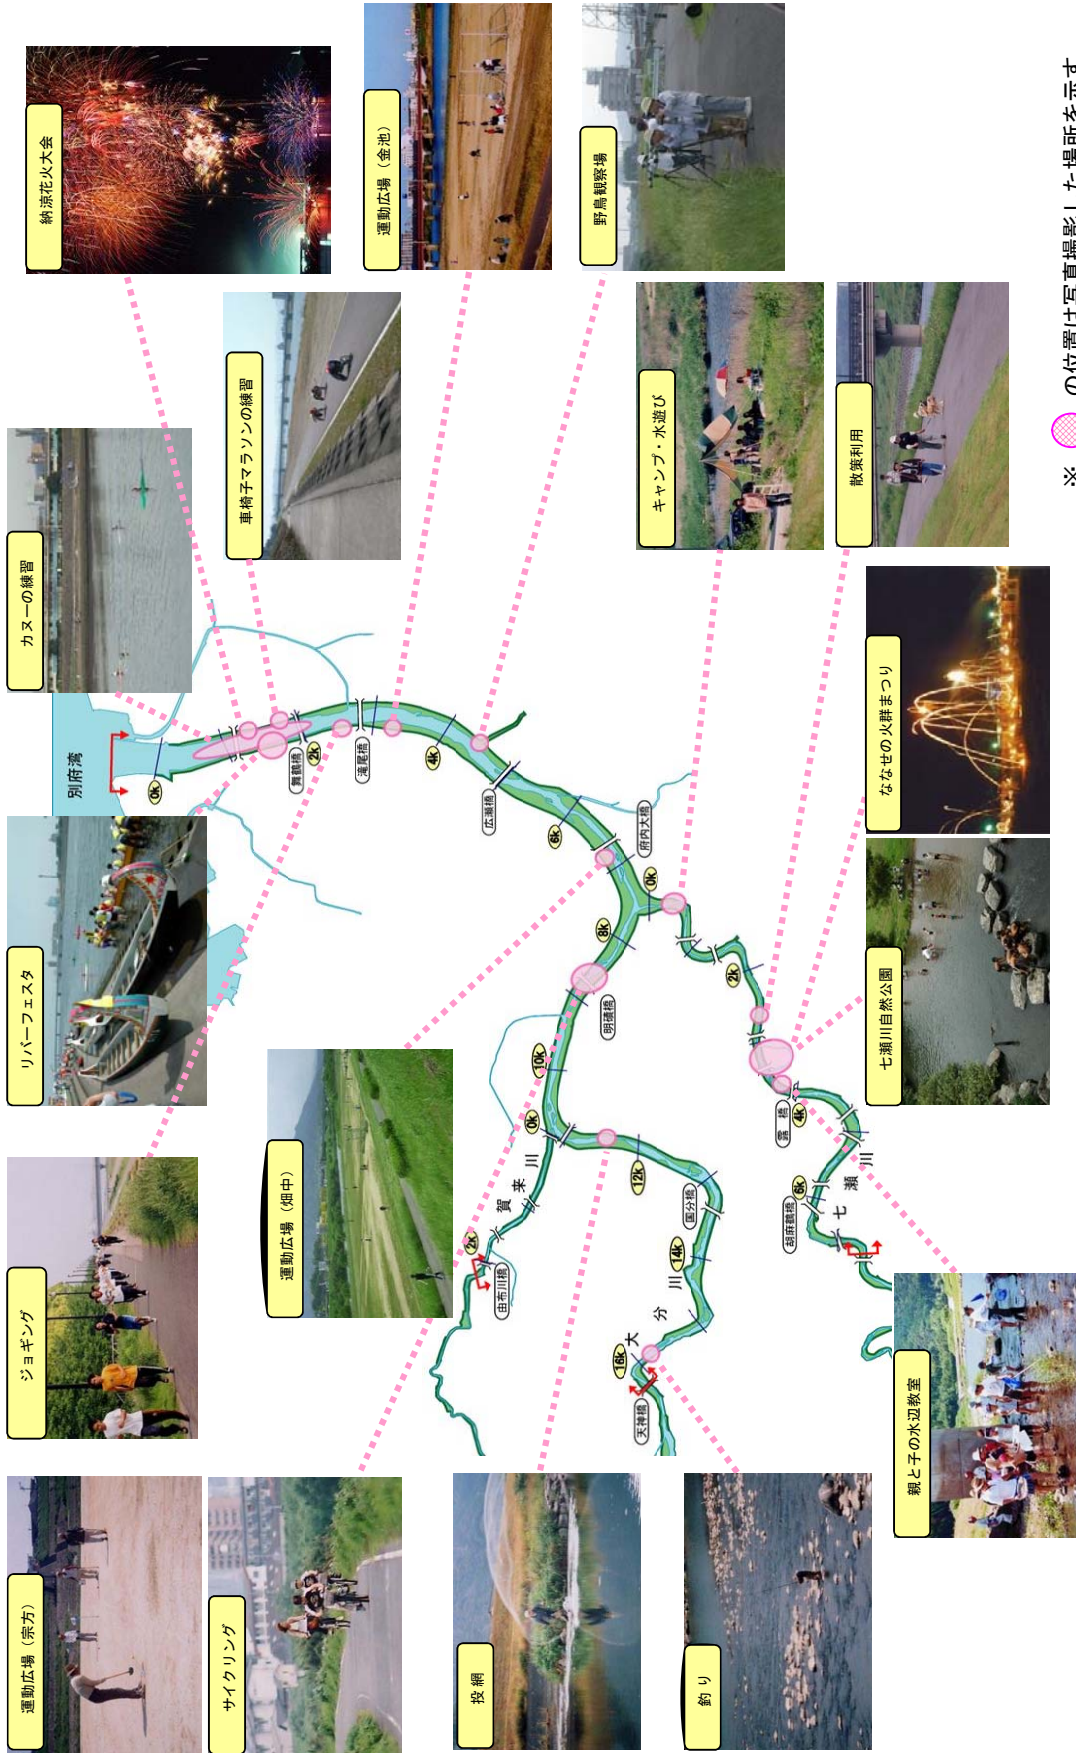 運動広場（宗方）
ジョギング
リバーフェスタ
カヌーの練習
納涼花火大会
サイクリング
車椅子マラソンの練習
運動広場（金池）
運動広場（畑中）
野鳥観察場
投網
キャンプ・水遊び
釣り
散策利用
親と子の水辺教室
七瀬川自然公園
ななせの火群まつり
別府湾
0k
舞鶴橋
2k
滝尾橋
4k
広瀬橋
6k
府内大橋
0k
8k
明磧橋
10k
0k
賀来川
2k
由布川橋
12k
国分橋
14k
大分川
16k
天神橋
2k
露橋
4k
胡麻鶴橋
6k
七瀬川
※ の位置は写真撮影した場所を示す